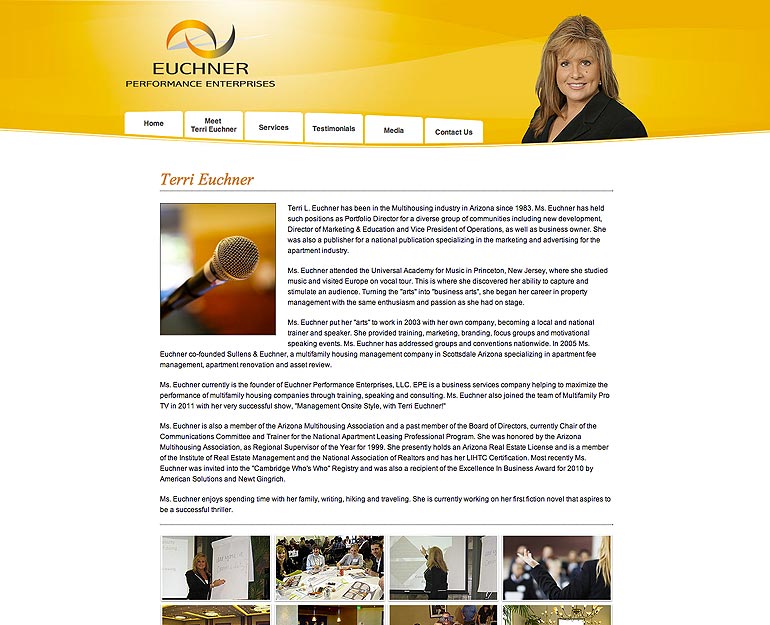 EUCHNER
PERFORMANCE ENTERPRISES
Home
Meet
Terri Euchner
Services
Testimonials
Media
Contact Us
Terri Euchner
Terri L. Euchner has been in the Multihousing industry in Arizona since 1983. Ms. Euchner has held
such positions as Portfolio Director for a diverse group of communities including new development,
Director of Marketing & Education and Vice President of Operations, as well as business owner. She
was also a publisher for a national publication specializing in the marketing and advertising for the
apartment industry.
Ms. Euchner attended the Universal Academy for Music in Princeton, New Jersey, where she studied
music and visited Europe on vocal tour. This is where she discovered her ability to capture and
stimulate an audience. Turning the "arts" into "business arts", she began her career in property
management with the same enthusiasm and passion as she had on stage.
Ms. Euchner put her "arts" to work in 2003 with her own company, becoming a local and national
trainer and speaker. She provided training, marketing, branding, focus groups and motivational
speaking events. Ms. Euchner has addressed groups and conventions nationwide. In 2005 Ms.
Euchner co-founded Sullens & Euchner, a multifamily housing management company in Scottsdale Arizona specializing in apartment fee
management, apartment renovation and asset review.
Ms. Euchner currently is the founder of Euchner Performance Enterprises, LLC. EPE is a business services company helping to maximize the
performance of multifamily housing companies through training, speaking and consulting. Ms. Euchner also joined the team of Multifamily Pro
TV in 2011 with her very successful show, "Management Onsite Style, with Terri Euchner!"
Ms. Euchner is also a member of the Arizona Multihousing Association and a past member of the Board of Directors, currently Chair of the
Communications Committee and Trainer for the National Apartment Leasing Professional Program. She was honored by the Arizona
Multihousing Association, as Regional Supervisor of the Year for 1999. She presently holds an Arizona Real Estate License and is a member
of the Institute of Real Estate Management and the National Association of Realtors and has her LIHTC Certification. Most recently Ms.
Euchner was invited into the "Cambridge Who's Who" Registry and was also a recipient of the Excellence In Business Award for 2010 by
American Solutions and Newt Gingrich.
Ms. Euchner enjoys spending time with her family, writing, hiking and traveling. She is currently working on her first fiction novel that aspires to
be a successful thriller.